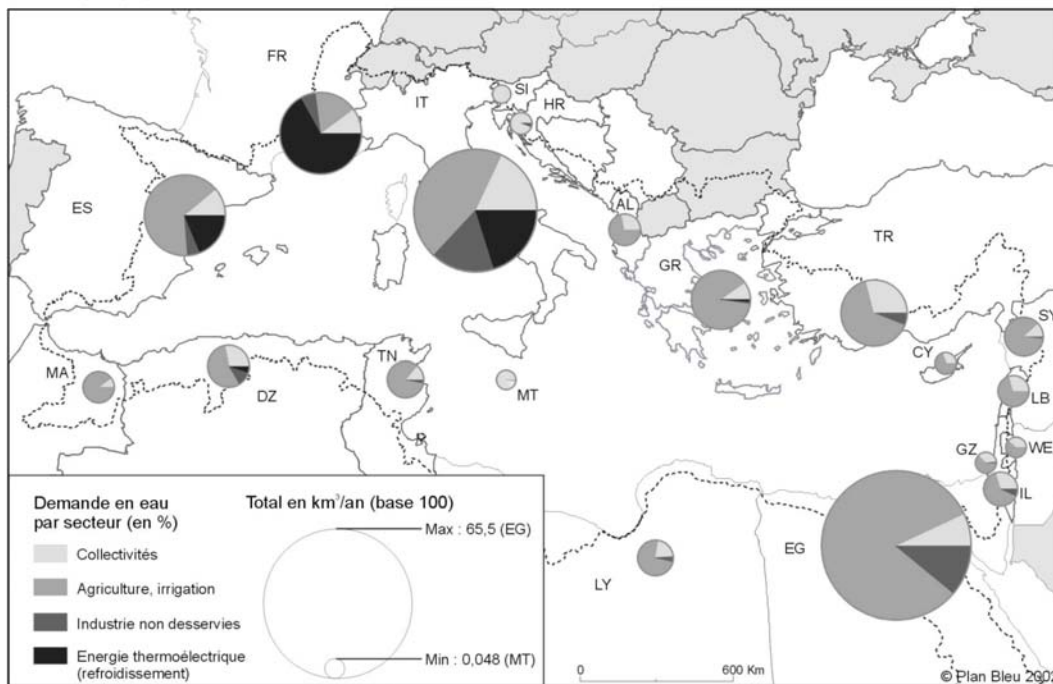 FR
SI
IT
HR
ES
AL
TR
GR
SY
CY
TN
MA
DZ
MT
LB
GZ
WE
IL
EG
LY
Demande en eau
par secteur (en %)
Collectivités
Agriculture, irrigation
Industrie non desservies
Energie thermoélectrique
(refroidissement)
Total en km³/an (base 100)
Max : 65,5 (EG)
Min : 0,048 (MT)
0 600 Km
© Plan Bleu 2002